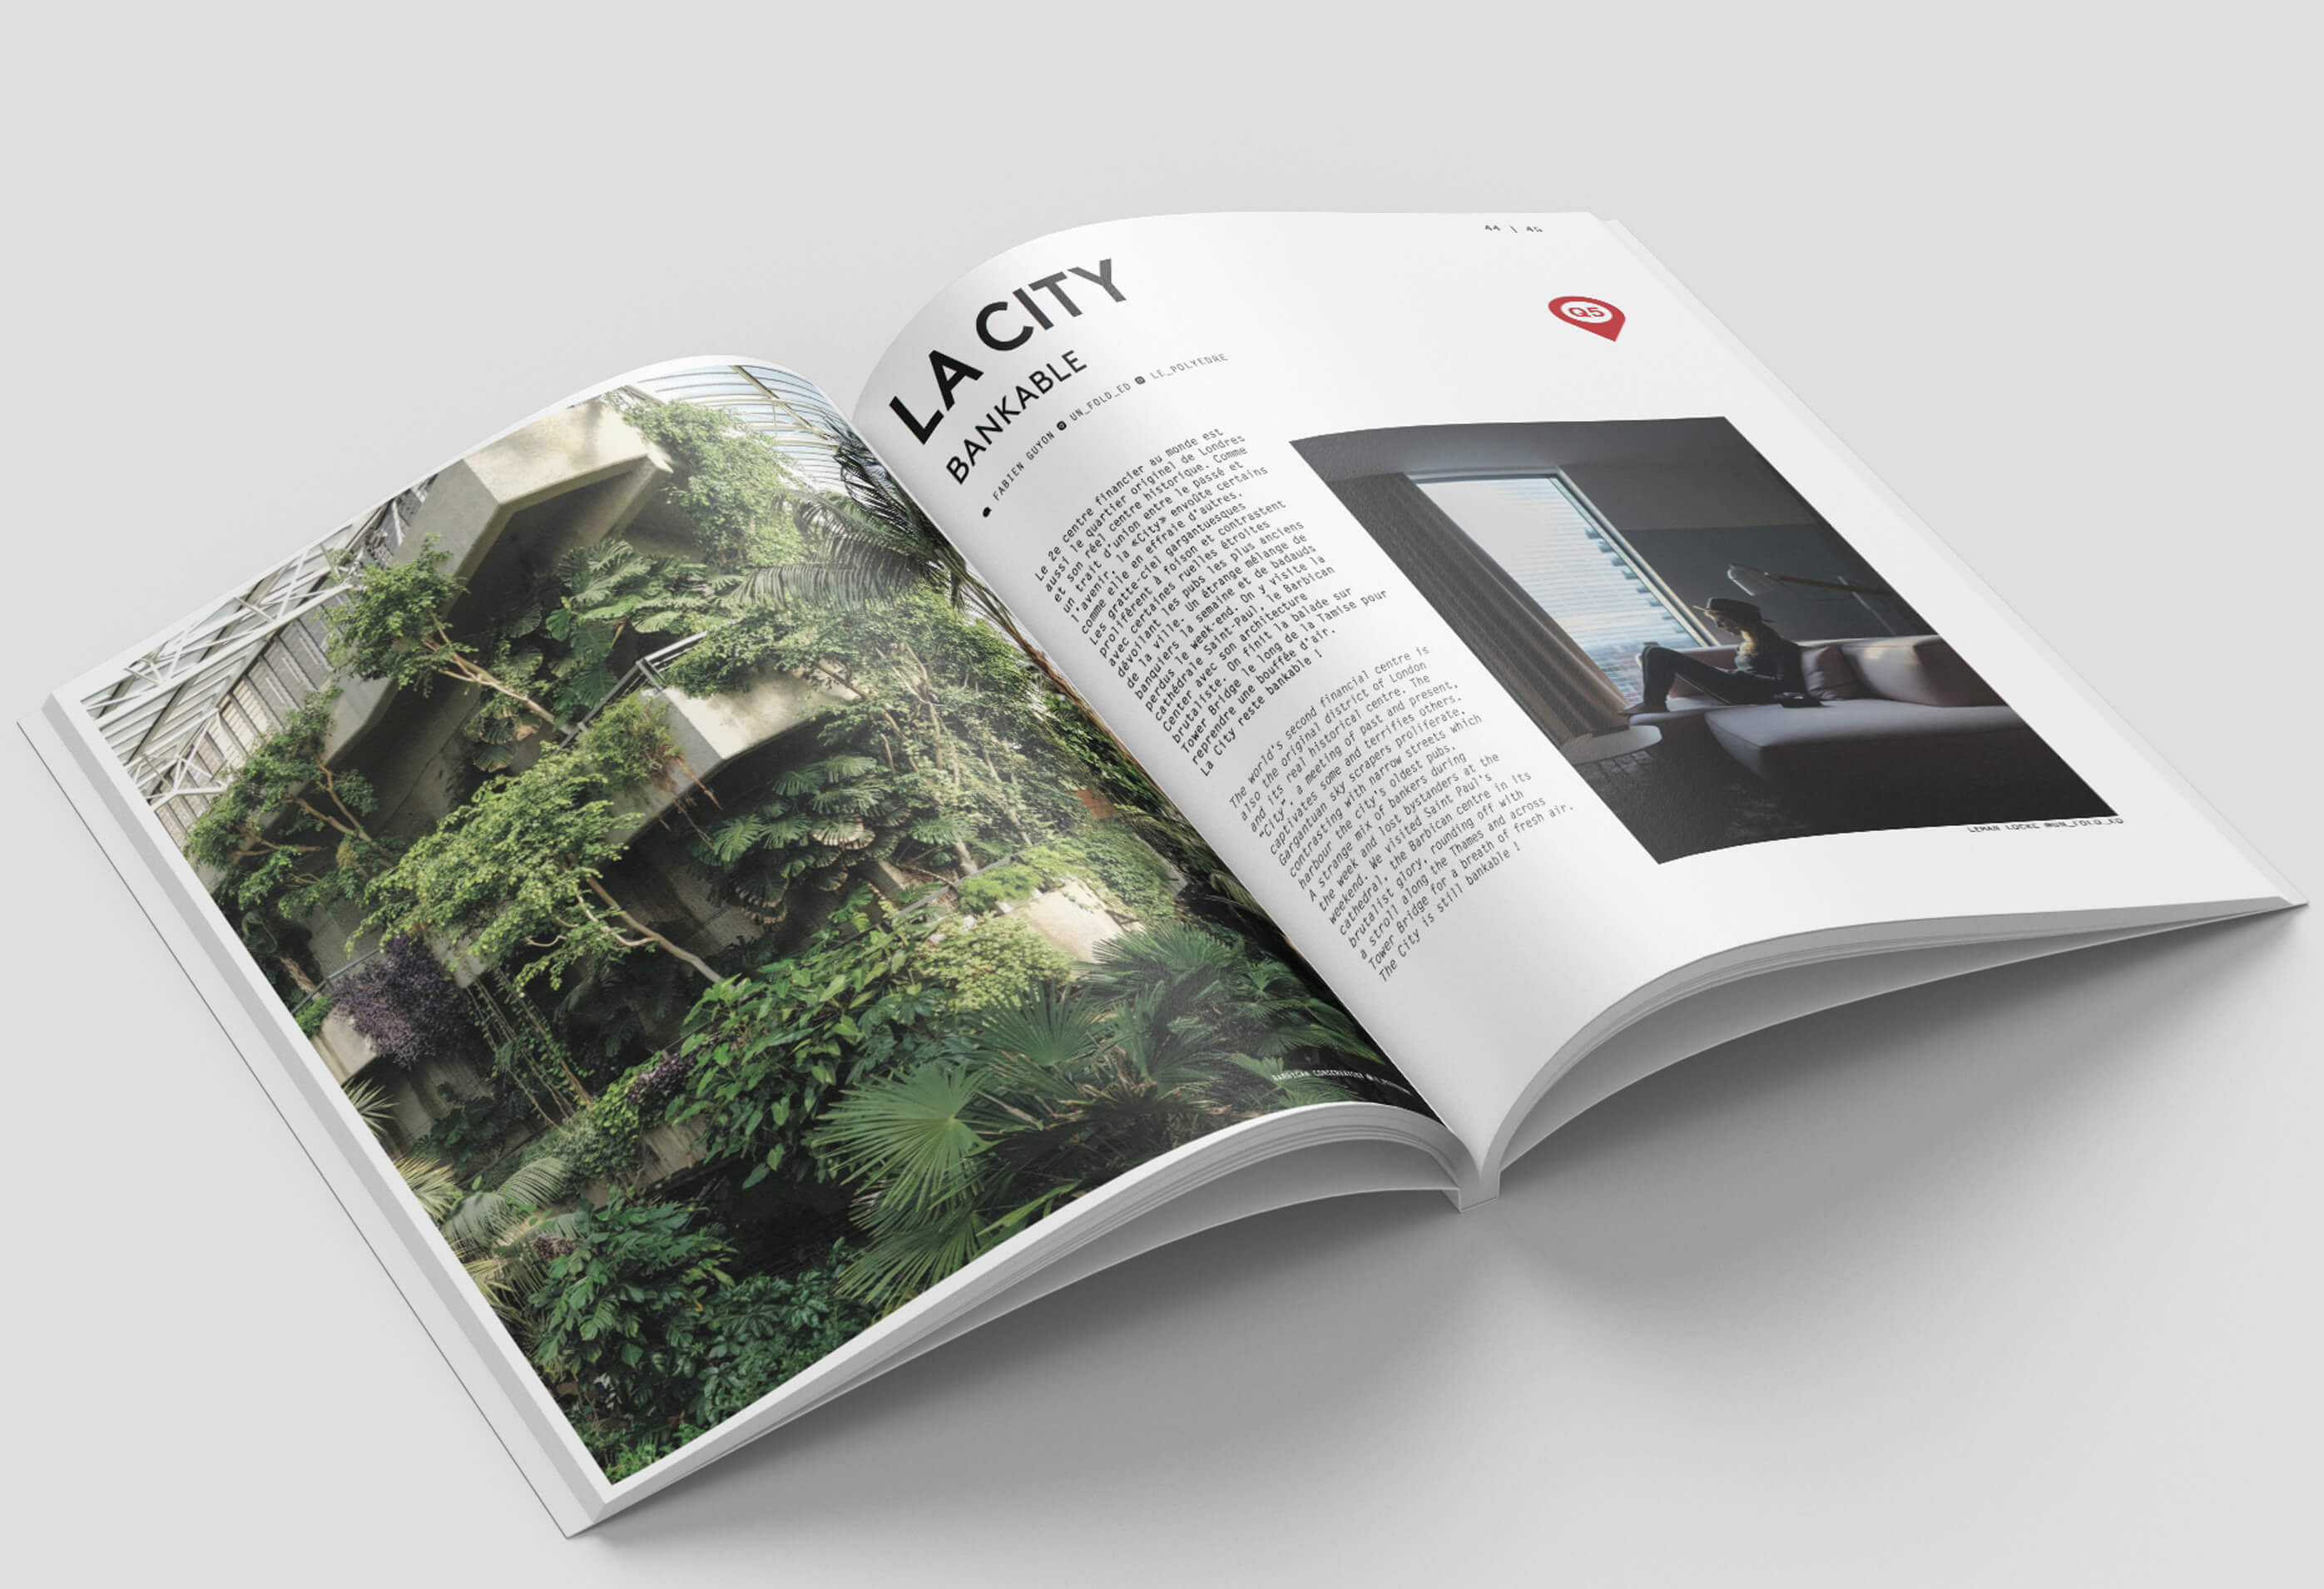 44 | 45
Q5
LA CITY
BANKABLE
FABIEN GUYON UN_FOLD_ED LE_POLYEDRE
Le 2e centre financier au monde est
aussi le quartier originel de Londres
et son réel centre historique. Comme
un trait d'union entre le passé et
l'avenir, la «City» envoûte certains
comme elle en effraie d'autres.
Les gratte-ciel gargantuesques
prolifèrent à foison et contrastent
avec certaines ruelles étroites
dévoilant les pubs les plus anciens
de la ville. Un étrange mélange de
banquiers la semaine et de badauds
perdus le week-end. On y visite la
cathédrale Saint-Paul, le Barbican
Center avec son architecture
brutaliste. On finit la balade sur
Tower Bridge le long de la Tamise pour
reprendre une bouffée d'air.
La City reste bankable !
The world's second financial centre is
also the original district of London
and its real historical centre. The
"City", a meeting of past and present,
captivates some and terrifies others.
Gargantuan sky scrapers proliferate,
contrasting with narrow streets which
harbour the city's oldest pubs.
A strange mix of bankers during
the week and lost bystanders at the
weekend. We visited Saint Paul's
cathedral, the Barbican centre in its
brutalist glory, rounding off with
a stroll along the Thames and across
Tower Bridge for a breath of fresh air.
The City is still bankable !
LEMAN LOCKE UN_FOLD_ED
BARBICAN CONSERVATORY